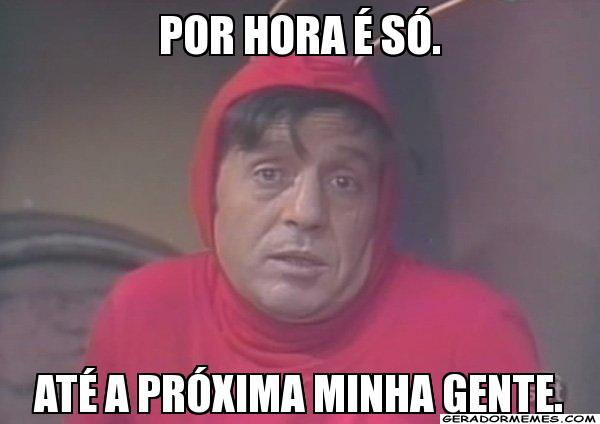 POR HORA É SÓ.
ATÉ A PRÓXIMA MINHA GENTE.
GERADORMEMES.COM